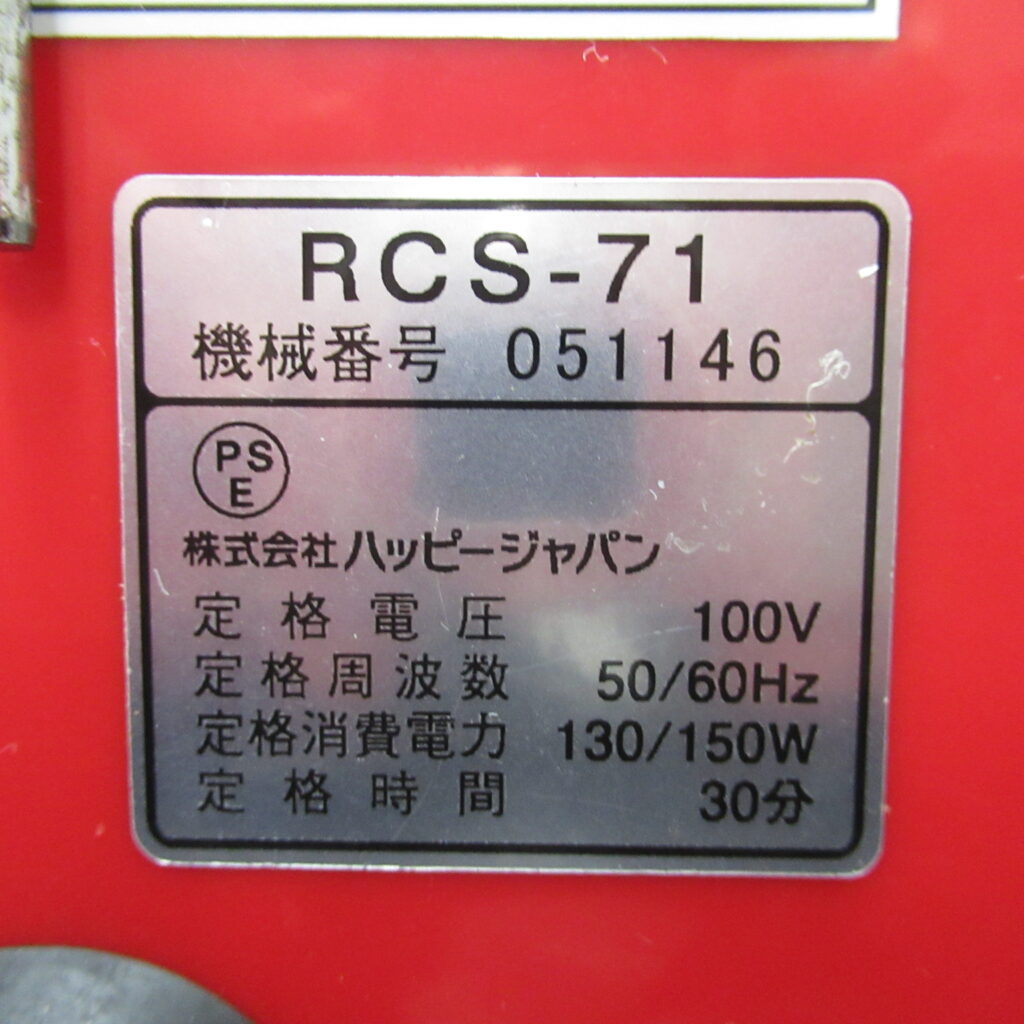 RCS-71
機械番号 051146
PS
E
株式会社ハッピージャパン
定格電圧 100V
定格周波数 50/60Hz
定格消費電力 130/150W
定格時間 30分